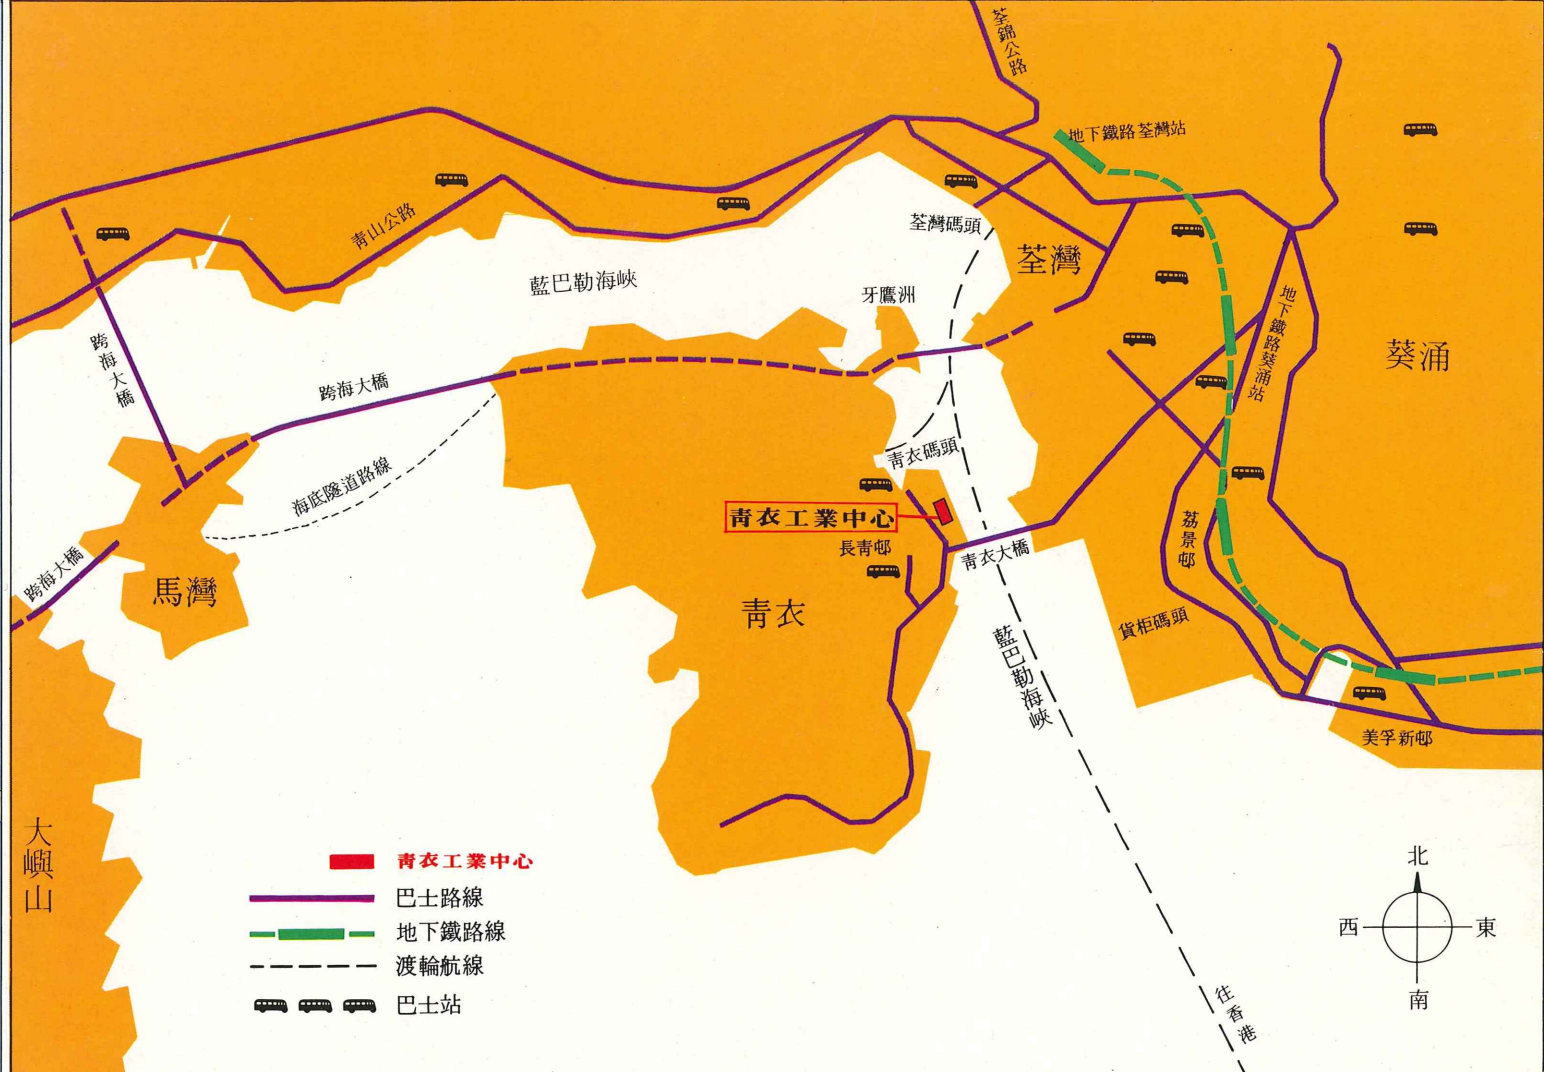 荃錦公路
地下鐵路荃灣站
青山公路
荃灣碼頭
荃灣
藍巴勒海峽
牙鷹洲
地下鐵路葵涌站
葵涌
跨海大橋
跨海大橋
青衣碼頭
海底隧道路線
青衣工業中心
長青邨
青衣大橋
荔景邨
跨海大橋
馬灣
青衣
貨柜碼頭
藍巴勒海峽
美孚新邨
大嶼山
青衣工業中心
巴士路線
地下鐵路線
渡輪航線
巴士站
往香港
北
西
東
南